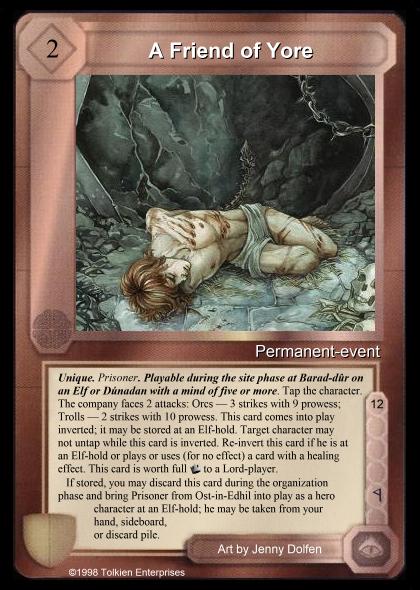 2
A Friend of Yore
Permanent-event
Unique. Prisoner. Playable during the site phase at Barad-dûr on
an Elf or Dúnadan with a mind of five or more. Tap the character.
The company faces 2 attacks: Orcs — 3 strikes with 9 prowess;
Trolls — 2 strikes with 10 prowess. This card comes into play
inverted; it may be stored at an Elf-hold. Target character may
not untap while this card is inverted. Re-invert this card if he is at
an Elf-hold or plays or uses (for no effect) a card with a healing
effect. This card is worth full to a Lord-player.
If stored, you may discard this card during the organization
phase and bring Prisoner from Ost-in-Edhil into play as a hero
character at an Elf-hold; he may be taken from your
hand, sideboard,
or discard pile.
12
Art by Jenny Dolfen
©1998 Tolkien Enterprises